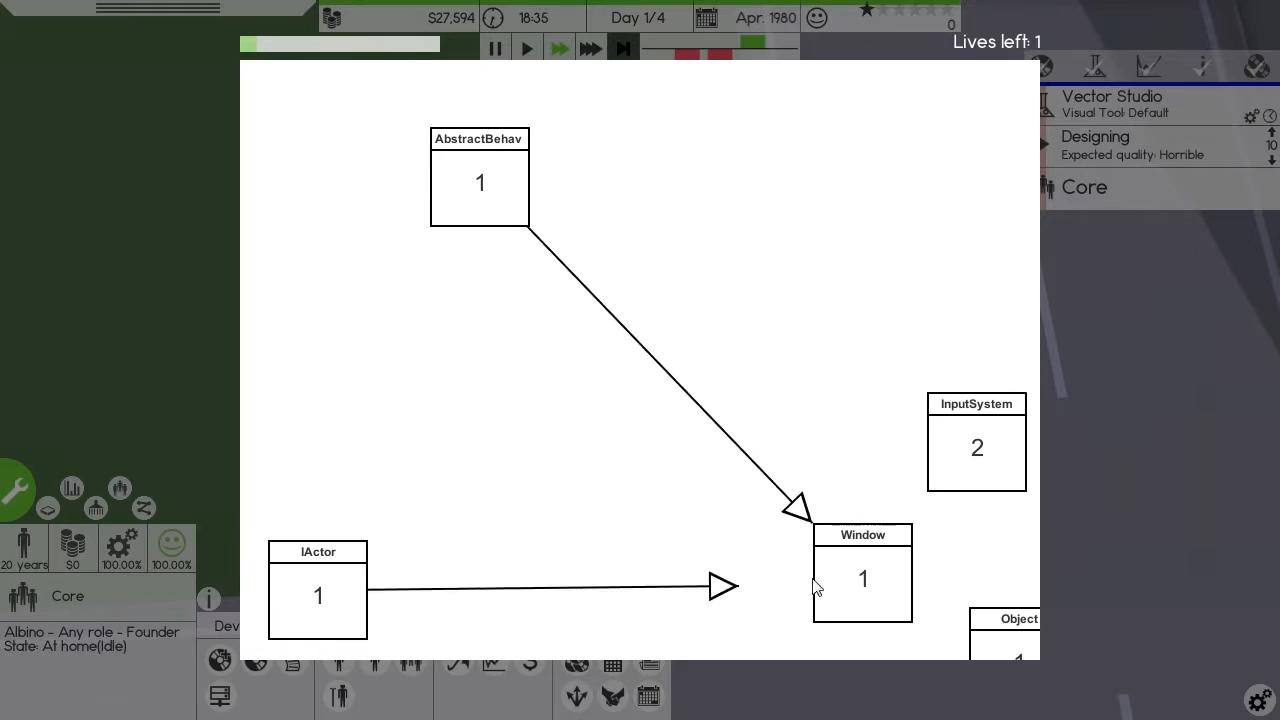 $27,594
18:35
Day 1/4
Apr. 1980
0
Lives left: 1
Vector Studio
Visual Tool: Default
Designing
Expected quality: Horrible
10
Core
AbstractBehav
1
InputSystem
2
Window
1
IActor
1
Object
1
20 years
$0
100.00%
100.00%
Core
Albino - Any role - Founder
State: At home(Idle)
Dev